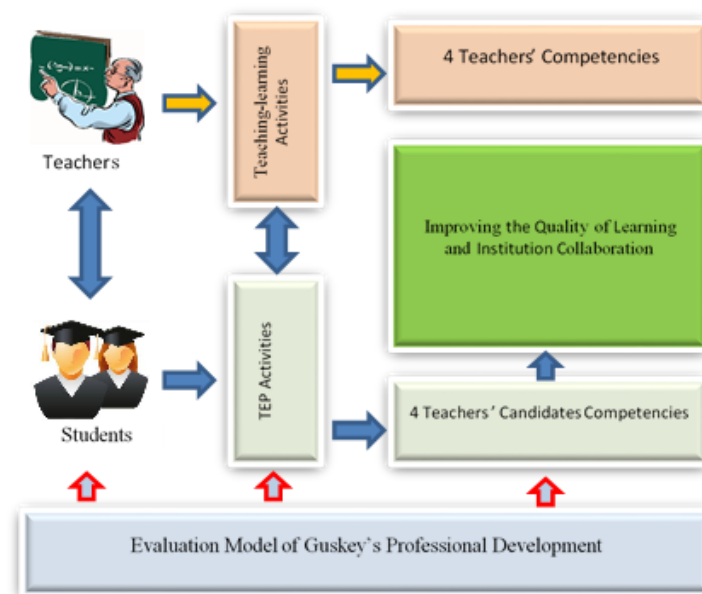 4 Teachers' Competencies
Teaching-learning
Activities
Teachers
Improving the Quality of Learning
and Institution Collaboration
TEP Activities
4 Teachers' Candidates Competencies
Students
Evaluation Model of Guskey's Professional Development